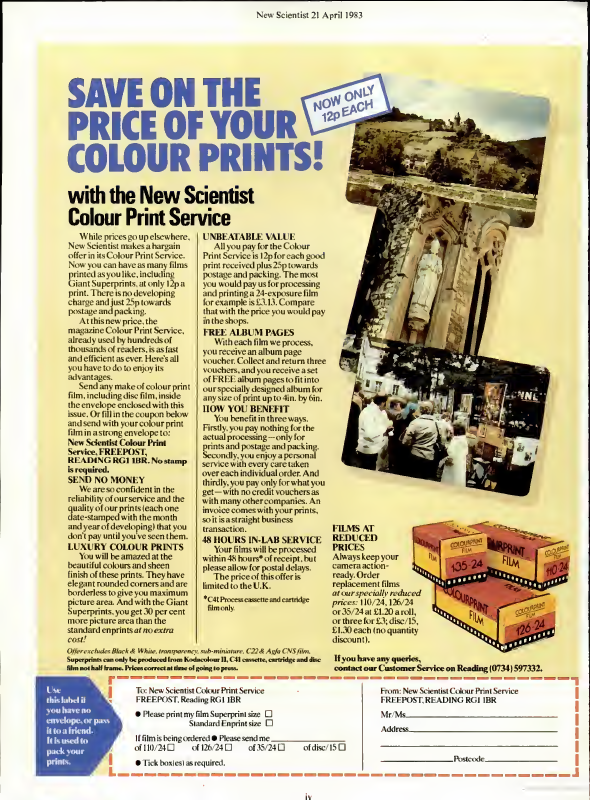 New Scientist 21 April 1983
SAVE ON THE
PRICE OF YOUR
COLOUR PRINTS!
NOW ONLY
12p EACH
with the New Scientist
Colour Print Service
While prices go up elsewhere,
New Scientist makes a bargain
offer in its Colour Print Service.
Now you can have as many films
printed as you like, including
Giant Superprints, at only 12p a
print. There is no developing
charge and just 25p towards
postage and packing.
At this new price, the
magazine Colour Print Service,
already used by hundreds of
thousands of readers, is as fast
and efficient as ever. Here's all
you have to do to enjoy its
advantages.
Send any make of colour print
film, including disc film, inside
the envelope enclosed with this
issue. Or fill in the coupon below
and send with your colour print
film in a strong envelope to:
New Scientist Colour Print
Service, FREEPOST,
READING RG1 1BR. No stamp
is required.
SEND NO MONEY
We are so confident in the
reliability of our service and the
quality of our prints (each one
date-stamped with the month
and year of developing) that you
don't pay until you've seen them.
LUXURY COLOUR PRINTS
You will be amazed at the
beautiful colours and sheen
finish of these prints. They have
elegant rounded corners and are
borderless to give you maximum
picture area. And with the Giant
Superprints, you get 30 per cent
more picture area than the
standard enprints at no extra
cost!
UNBEATABLE VALUE
All you pay for the Colour
Print Service is 12p for each good
print received plus 25p towards
postage and packing. The most
you would pay us for processing
and printing a 24-exposure film
for example is £3.13. Compare
that with the price you would pay
in the shops.
FREE ALBUM PAGES
With each film we process,
you receive an album page
voucher. Collect and return three
vouchers, and you receive a set
of FREE album pages to fit into
our specially designed album for
any size of print up to 4in. by 6in.
HOW YOU BENEFIT
You benefit in three ways.
Firstly, you pay nothing for the
actual processing—only for
prints and postage and packing.
Secondly, you enjoy a personal
service with every care taken
over each individual order. And
thirdly, you pay only for what you
get—with no credit vouchers as
with many other companies. An
invoice comes with your prints,
so it is a straight business
transaction.
48 HOURS IN-LAB SERVICE
Your films will be processed
within 48 hours* of receipt, but
please allow for postal delays.
The price of this offer is
limited to the U.K.
*C41 Process cassette and cartridge
film only.
FILMS AT
REDUCED
PRICES
Always keep your
camera action-
ready. Order
replacement films
at our specially reduced
prices: 110/24, 126/24
or 35/24 at £1.20 a roll,
or three for £3; disc/15,
£1.30 each (no quantity
discount).
COLOURPRINT
FILM
135·24
COLOURPRINT
FILM
110·24
COLOURPRINT
FILM
126·24
Offer excludes Black & White, transparency, sub-miniature, C22 & Agfa CNS film.
Superprints can only be produced from Kodacolour II, C41 cassette, cartridge and disc
film not half frame. Prices correct at time of going to press.
If you have any queries,
contact our Customer Service on Reading (0734) 597332.
Use
this label if
you have no
envelope, or pass
it to a friend.
It is used to
pack your
prints.
To: New Scientist Colour Print Service
FREEPOST, Reading RG1 1BR
● Please print my film Superprint size □
Standard Enprint size □
If film is being ordered ● Please send me
of 110/24 □ of 126/24 □ of 35/24 □ of disc/15 □
● Tick box(es) as required.
From: New Scientist Colour Print Service
FREEPOST, READING RG1 1BR
Mr/Ms.
Address
Postcode
iv